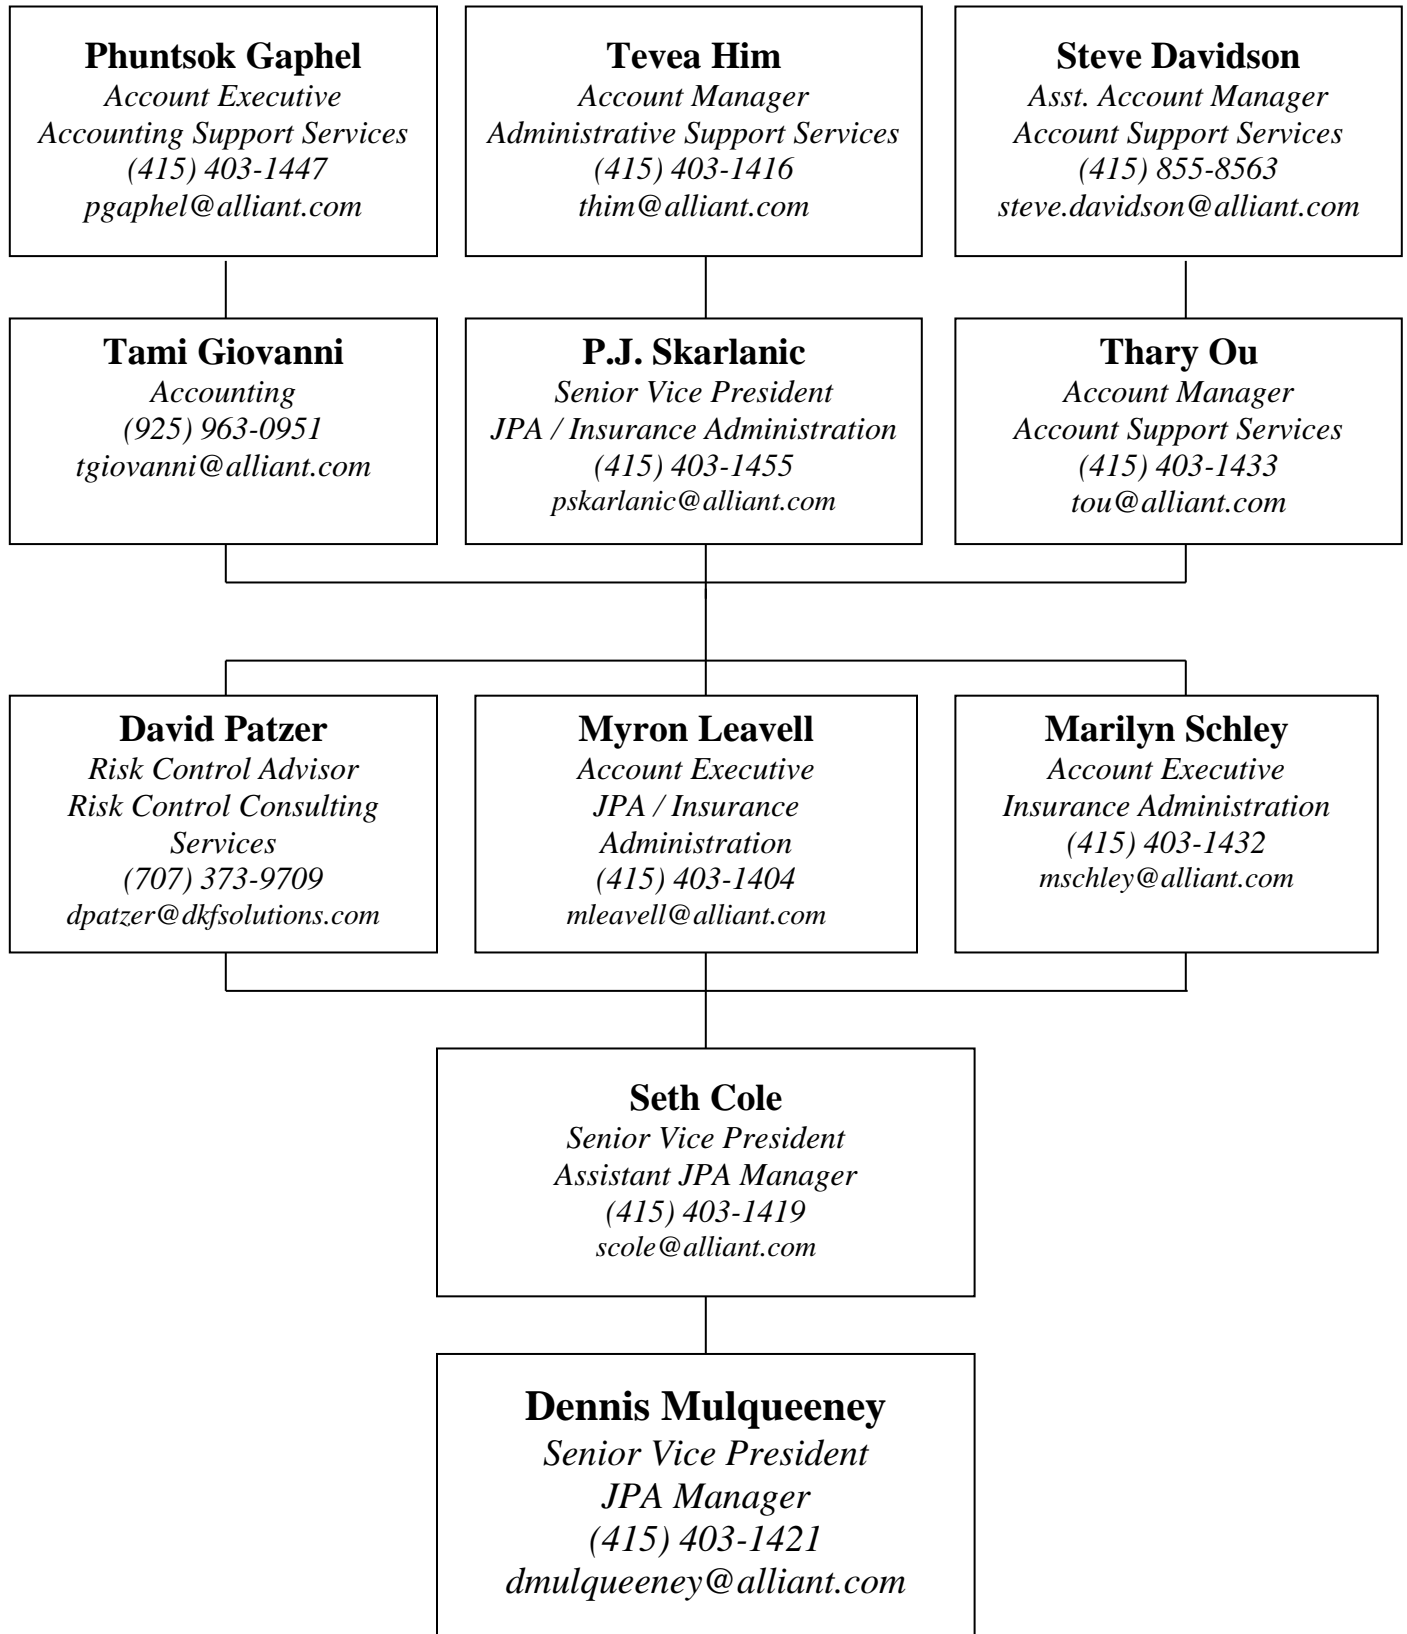 Phuntsok Gaphel
Account Executive
Accounting Support Services
(415) 403-1447
pgaphel@alliant.com
Tevea Him
Account Manager
Administrative Support Services
(415) 403-1416
thim@alliant.com
Steve Davidson
Asst. Account Manager
Account Support Services
(415) 855-8563
steve.davidson@alliant.com
Tami Giovanni
Accounting
(925) 963-0951
tgiovanni@alliant.com
P.J. Skarlanic
Senior Vice President
JPA / Insurance Administration
(415) 403-1455
pskarlanic@alliant.com
Thary Ou
Account Manager
Account Support Services
(415) 403-1433
tou@alliant.com
David Patzer
Risk Control Advisor
Risk Control Consulting
Services
(707) 373-9709
dpatzer@dkfsolutions.com
Myron Leavell
Account Executive
JPA / Insurance
Administration
(415) 403-1404
mleavell@alliant.com
Marilyn Schley
Account Executive
Insurance Administration
(415) 403-1432
mschley@alliant.com
Seth Cole
Senior Vice President
Assistant JPA Manager
(415) 403-1419
scole@alliant.com
Dennis Mulqueeney
Senior Vice President
JPA Manager
(415) 403-1421
dmulqueeney@alliant.com